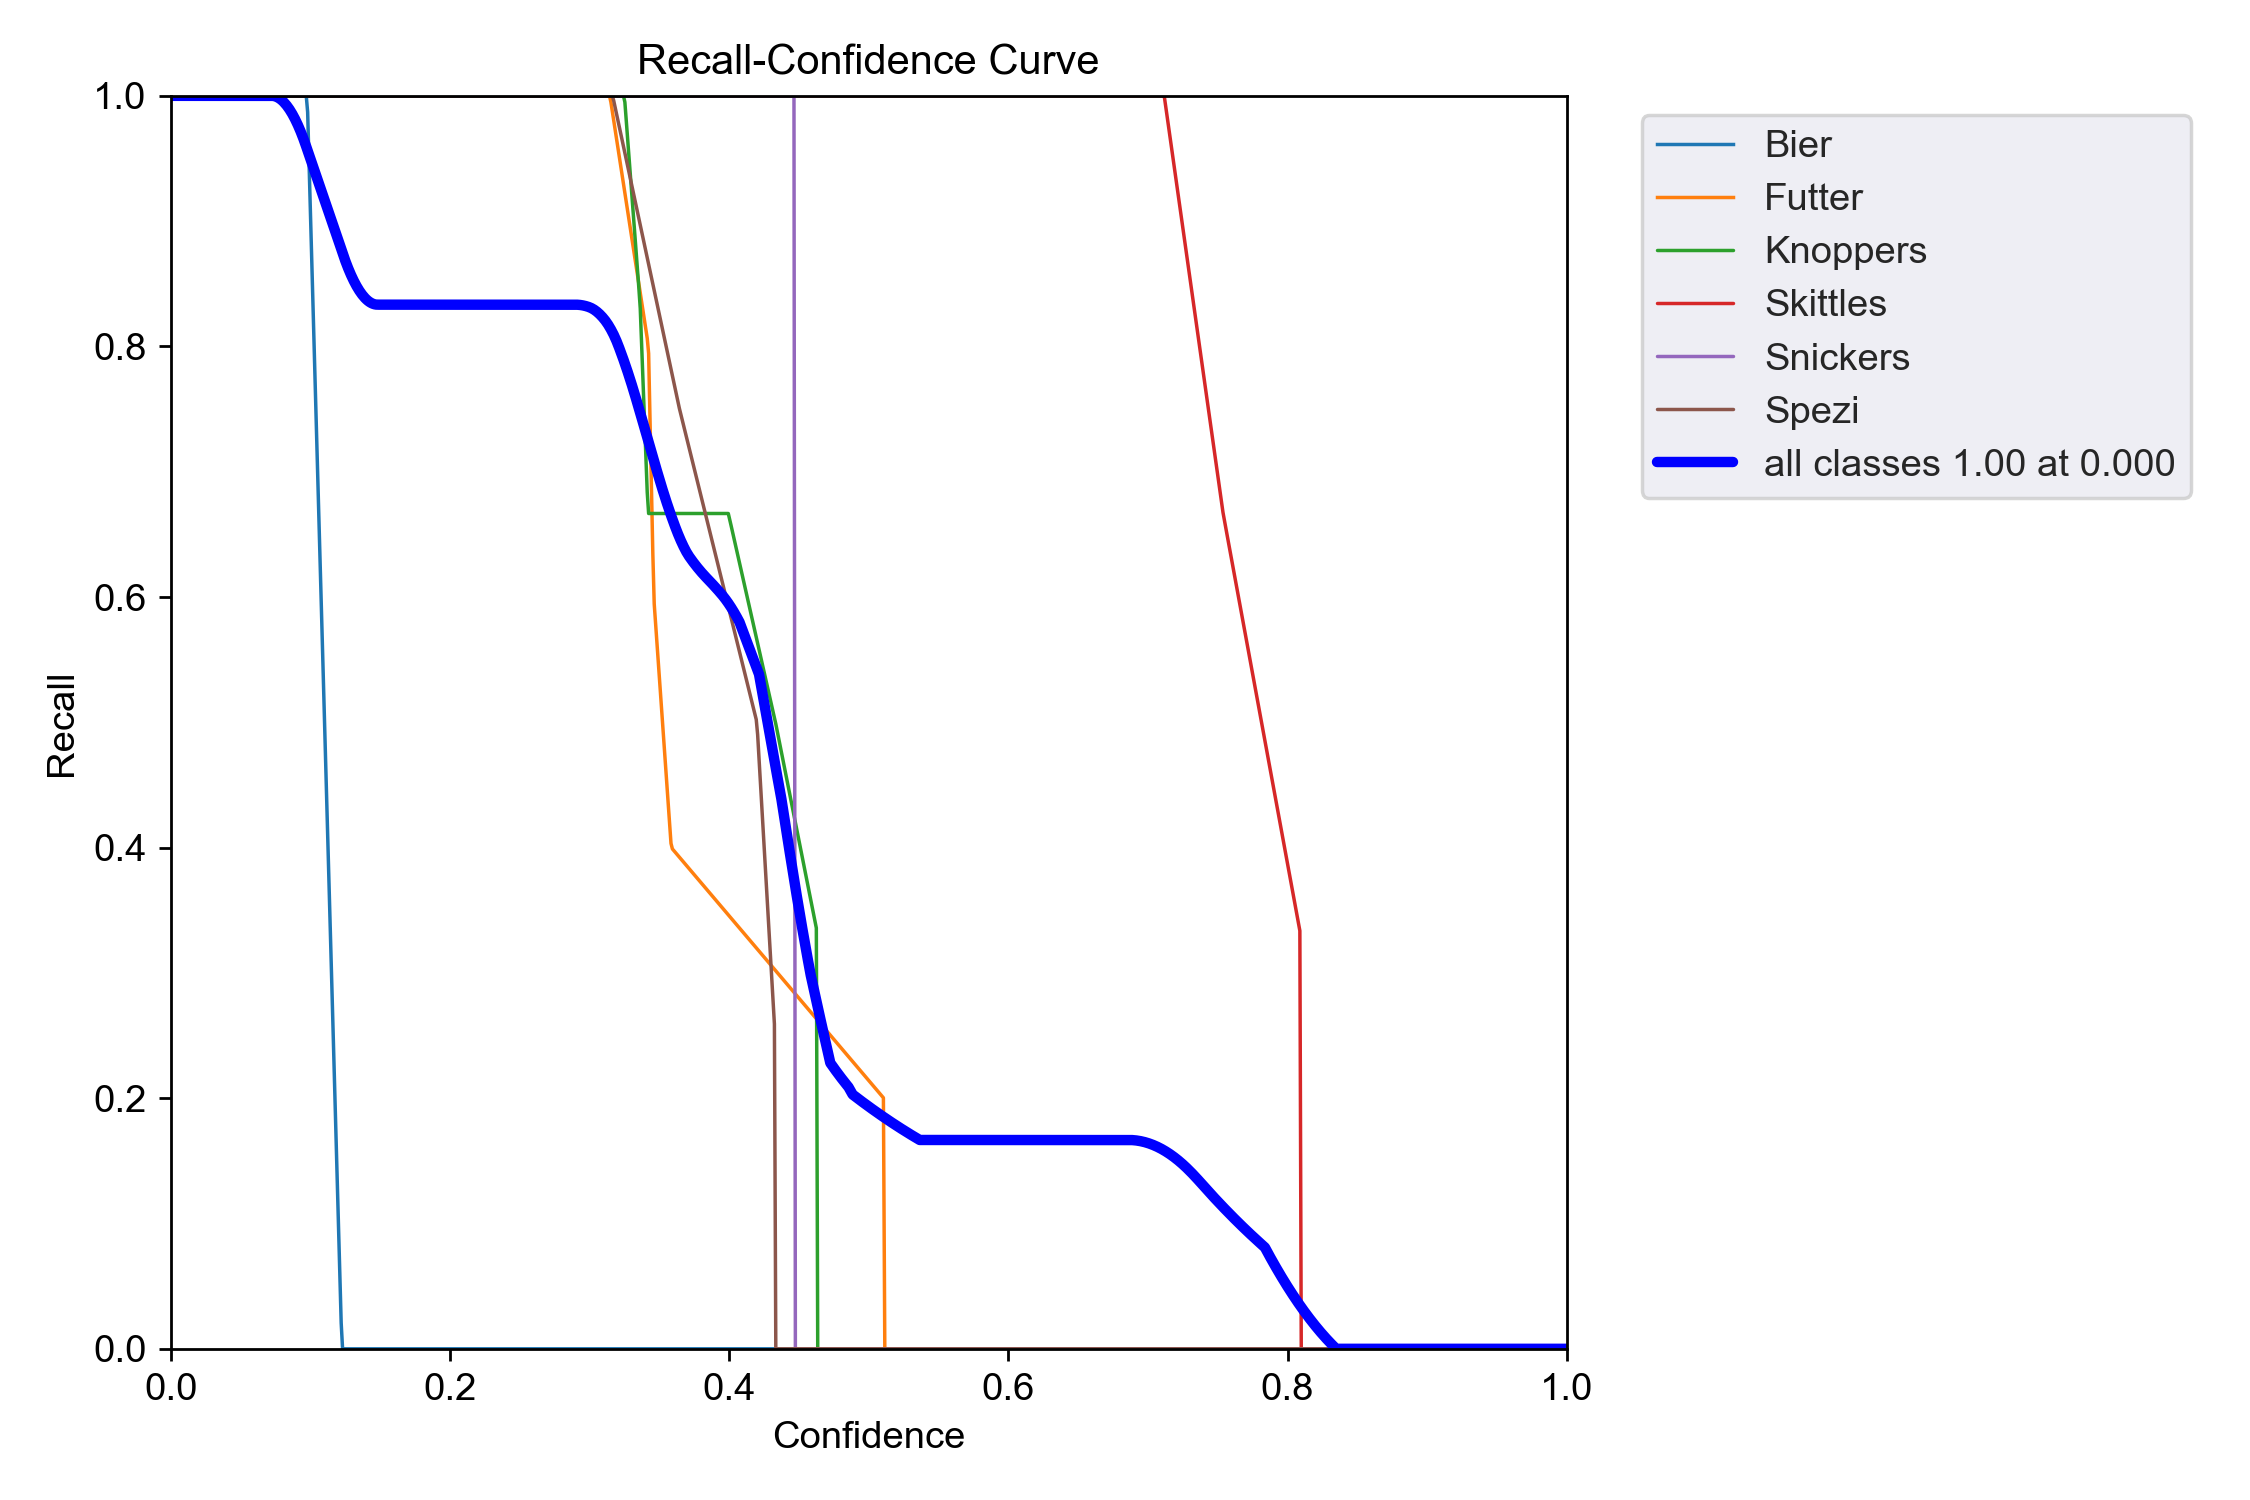 Recall-Confidence Curve
1.0
0.8
0.6
0.4
0.2
0.0
Recall
0.0 0.2 0.4 0.6 0.8 1.0
Confidence
Bier
Futter
Knoppers
Skittles
Snickers
Spezi
all classes 1.00 at 0.000